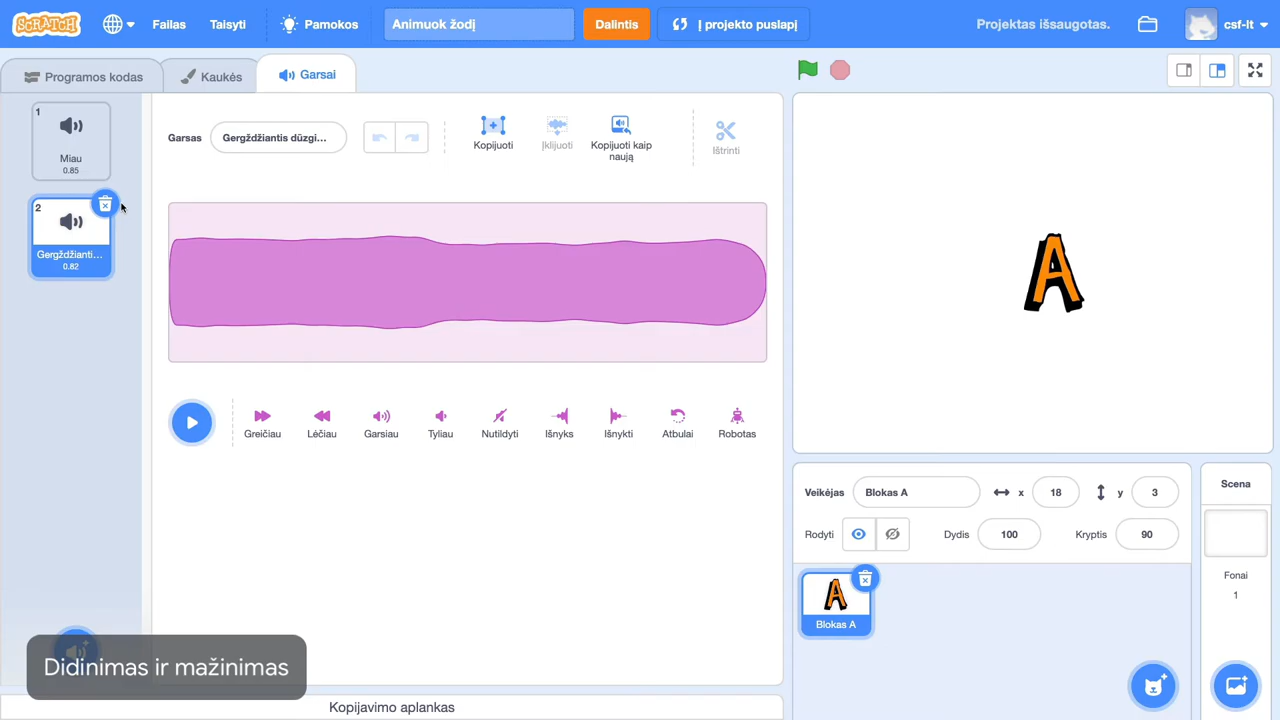 SCRATCH
Failas
Taisyti
Pamokos
Animuok žodį
Dalintis
Į projekto puslapį
Projektas išsaugotas.
csf-lt
Programos kodas
Kaukės
Garsai
1
Miau
0.85
2
Gergždžianti...
0.82
Garsas
Gergždžiantis dūzgi...
Kopijuoti
Įklijuoti
Kopijuoti kaip
naują
Ištrinti
Greičiau
Lėčiau
Garsiau
Tyliau
Nutildyti
Išnyks
Išnykti
Atbulai
Robotas
A
Veikėjas
Blokas A
x
18
y
3
Rodyti
Dydis
100
Kryptis
90
A
Blokas A
Scena
Fonai
1
Didinimas ir mažinimas
Kopijavimo aplankas